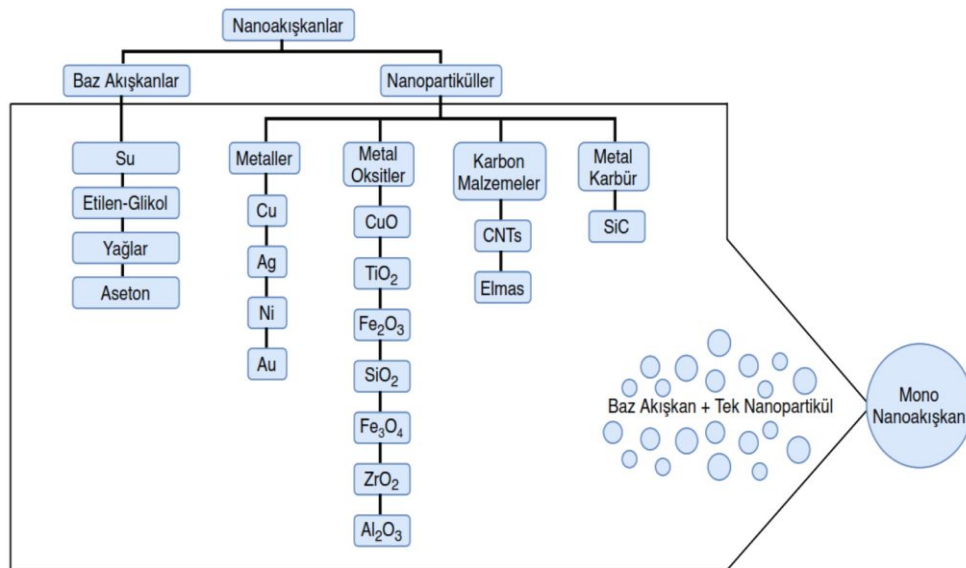 Nanoakışkanlar
Baz Akışkanlar
Nanopartiküller
Su
Etilen-Glikol
Yağlar
Aseton
Metaller
Cu
Ag
Ni
Au
Metal
Oksitler
CuO
TiO₂
Fe₂O₃
SiO₂
Fe₃O₄
ZrO₂
Al₂O₃
Karbon
Malzemeler
CNTs
Elmas
Metal
Karbür
SiC
Baz Akışkan + Tek Nanopartikül
Mono
Nanoakışkan